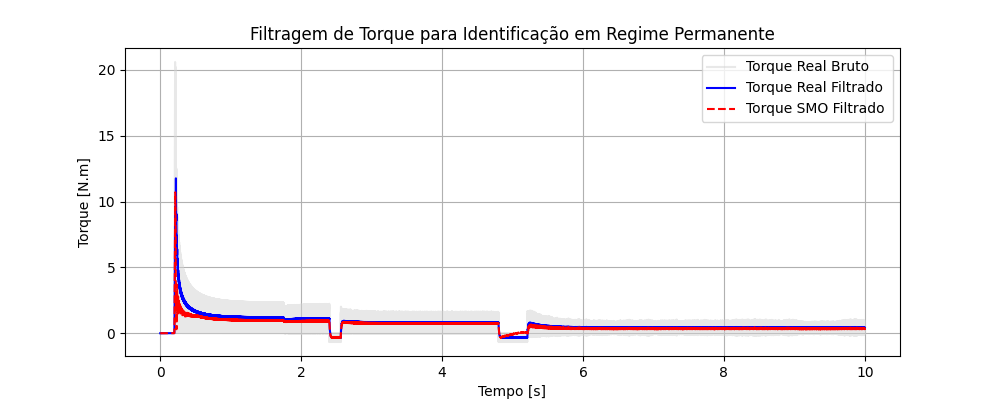 Filtragem de Torque para Identificação em Regime Permanente
Torque Real Bruto
Torque Real Filtrado
Torque SMO Filtrado
Torque [N.m]
20
15
10
5
0
0
2
4
6
8
10
Tempo [s]